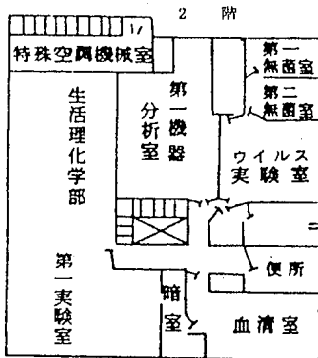 2 階
特殊空調機械室
第一無菌室
第二無菌室
第一機器分析室
生活理化学部
ウイルス実験室
便所
第一実験室
暗室
血清室